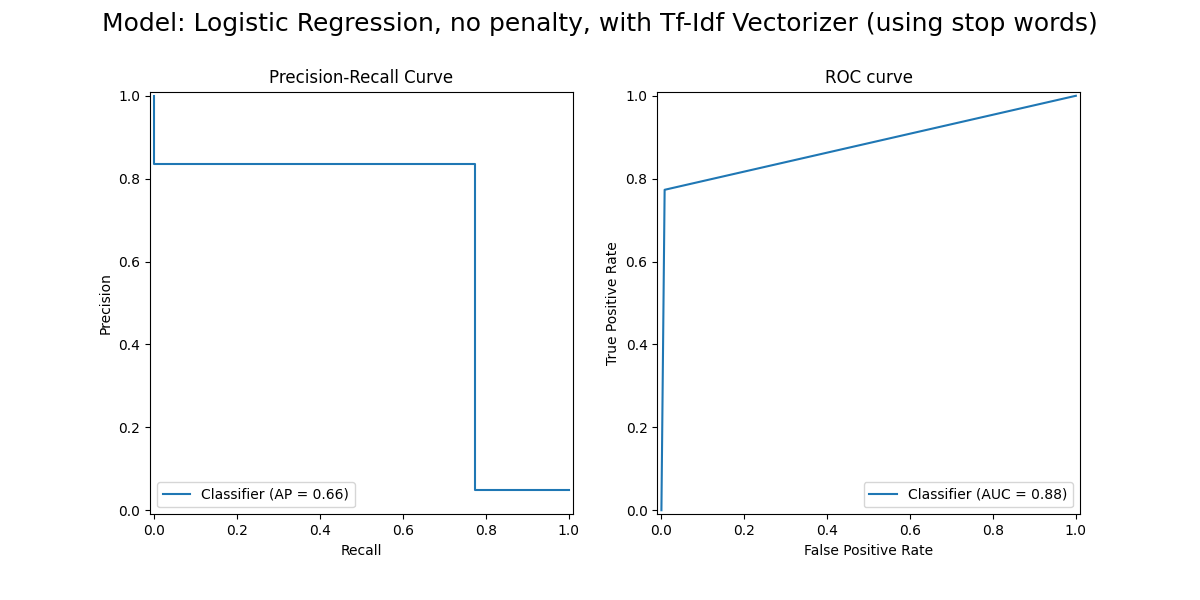 Model: Logistic Regression, no penalty, with Tf-Idf Vectorizer (using stop words)
Precision-Recall Curve
1.0
0.8
0.6
0.4
0.2
0.0
Precision
Classifier (AP = 0.66)
0.0 0.2 0.4 0.6 0.8 1.0
Recall
ROC curve
1.0
0.8
0.6
0.4
0.2
0.0
True Positive Rate
Classifier (AUC = 0.88)
0.0 0.2 0.4 0.6 0.8 1.0
False Positive Rate